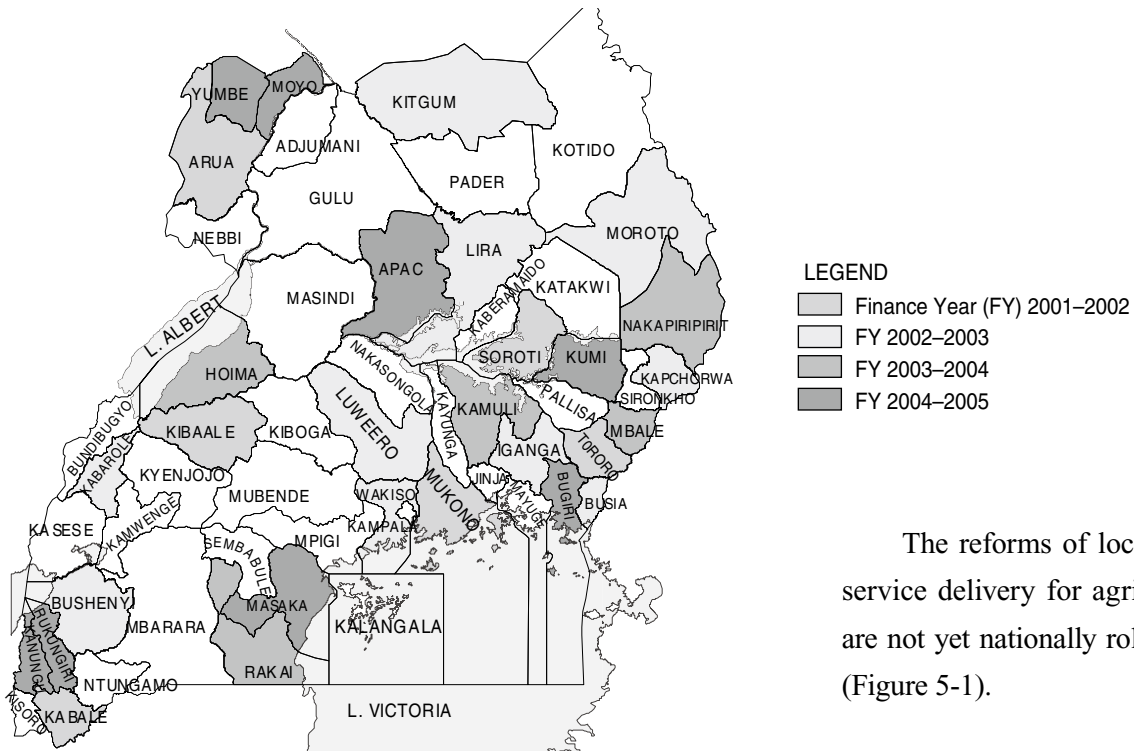 YUMBE
MOYO
KITGUM
ADJUMANI
KOTIDO
ARUA
PADER
GULU
NEBBI
MOROTO
LIRA
APAC
KABERAMAIDO
KATAKWI
MASINDI
L. ALBERT
NAKAPIRIPIRIT
SOROTI
KUMI
NAKASONGOLA
HOIMA
KAPCHORWA
SIRONKHO
KAYUNGA
KAMULI
PALLISA
LUWEERO
BUNDIBUGYO
KIBAALE
KIBOGA
MBALE
TORORO
IGANGA
KABAROLE
KYENJOJO
MUBENDE
MUKONO
JINJA
BUGIRI
WAKISO
MAYUGE
BUSIA
KASESE
KAMWENGE
KAMPALA
SEMBABULE
MPIGI
BUSHENYI
MASAKA
MBARARA
KALANGALA
RUKUNGIRI
KANUNGU
RAKAI
NTUNGAMO
KISORO
KABALE
L. VICTORIA
LEGEND
Finance Year (FY) 2001–2002
FY 2002–2003
FY 2003–2004
FY 2004–2005
The reforms of loc
service delivery for agri
are not yet nationally rol
(Figure 5-1).